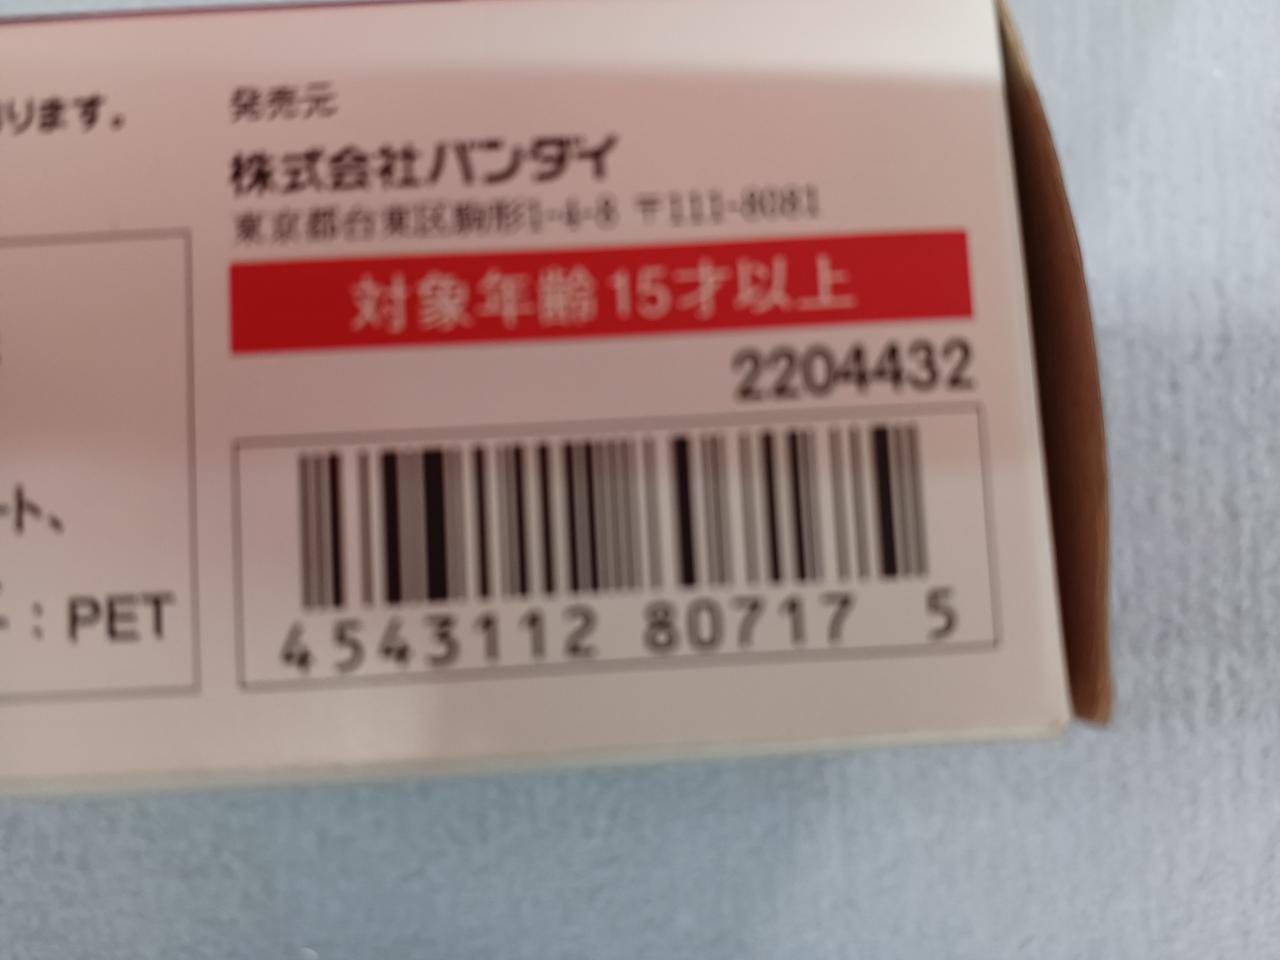 ります。
発売元
株式会社バンダイ
東京都台東区駒形1-4-8 〒111-8081
対象年齢15才以上
2204432
ート、
: PET
4543112 80717 5